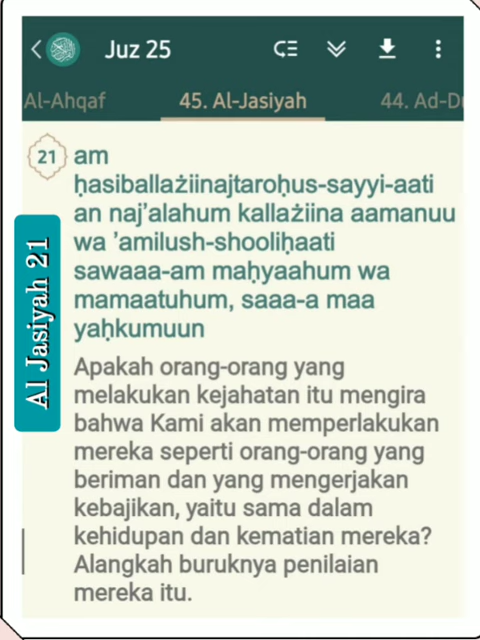 Juz 25
Al-Ahqaf 45. Al-Jasiyah 44. Ad-D
21 am
ḥasiballażiinajtaroḥus-sayyi-aati
an naj’alahum kallażiina aamanuu
wa ’amilush-shooliḥaati
sawaaa-am maḥyaahum wa
mamaatuhum, saaa-a maa
yaḥkumuun
Apakah orang-orang yang
melakukan kejahatan itu mengira
bahwa Kami akan memperlakukan
mereka seperti orang-orang yang
beriman dan yang mengerjakan
kebajikan, yaitu sama dalam
kehidupan dan kematian mereka?
Alangkah buruknya penilaian
mereka itu.
Al Jasiyah 21